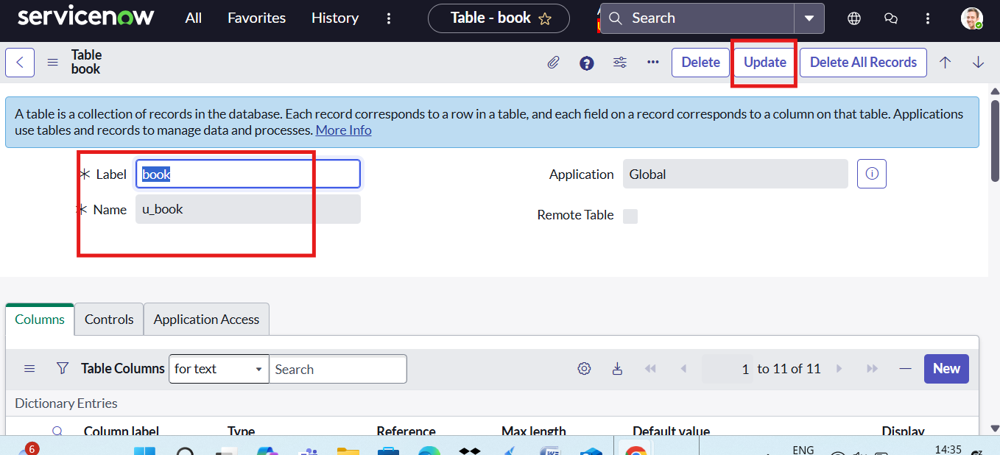 servicenow All Favorites History Table - book Search
Table
book
Delete Update Delete All Records
A table is a collection of records in the database. Each record corresponds to a row in a table, and each field on a record corresponds to a column on that table. Applications
use tables and records to manage data and processes. More Info
Label book
Application Global
Name u_book
Remote Table
Columns Controls Application Access
Table Columns for text Search 1 to 11 of 11 New
Dictionary Entries
Column label Type Reference Max length Default value Display
6 ENG 14:35